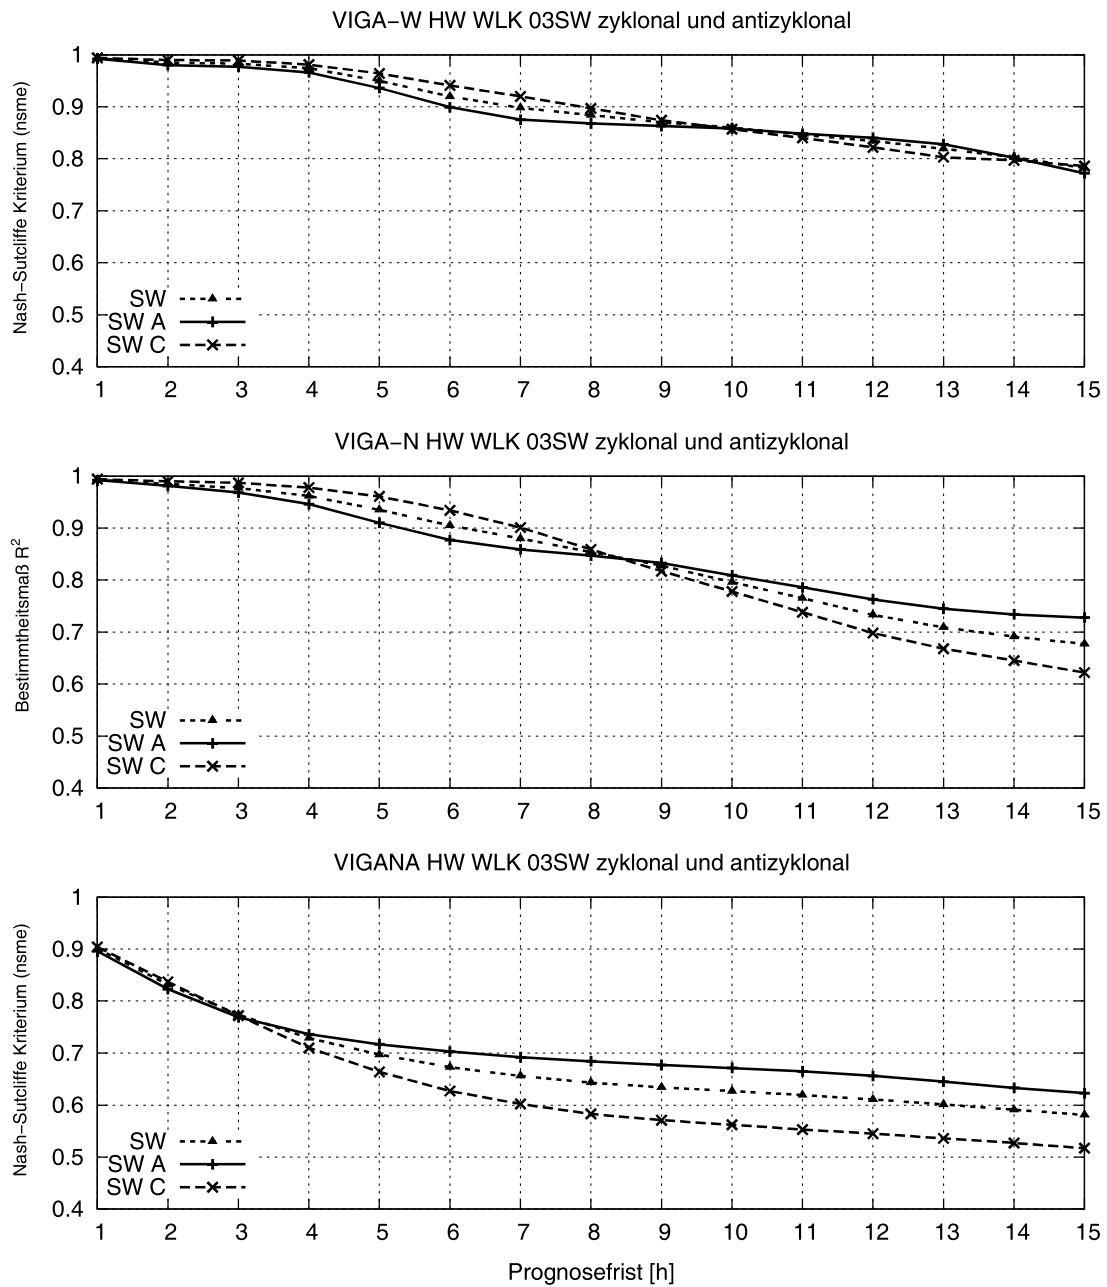 VIGA−W HW WLK 03SW zyklonal und antizyklonal
Nash−Sutcliffe Kriterium (nsme)
1
0.9
0.8
0.7
0.6
0.5
0.4
SW
SW A
SW C
1 2 3 4 5 6 7 8 9 10 11 12 13 14 15
VIGA−N HW WLK 03SW zyklonal und antizyklonal
Bestimmtheitsmaß R²
1
0.9
0.8
0.7
0.6
0.5
0.4
SW
SW A
SW C
1 2 3 4 5 6 7 8 9 10 11 12 13 14 15
VIGANA HW WLK 03SW zyklonal und antizyklonal
Nash−Sutcliffe Kriterium (nsme)
1
0.9
0.8
0.7
0.6
0.5
0.4
SW
SW A
SW C
1 2 3 4 5 6 7 8 9 10 11 12 13 14 15
Prognosefrist [h]